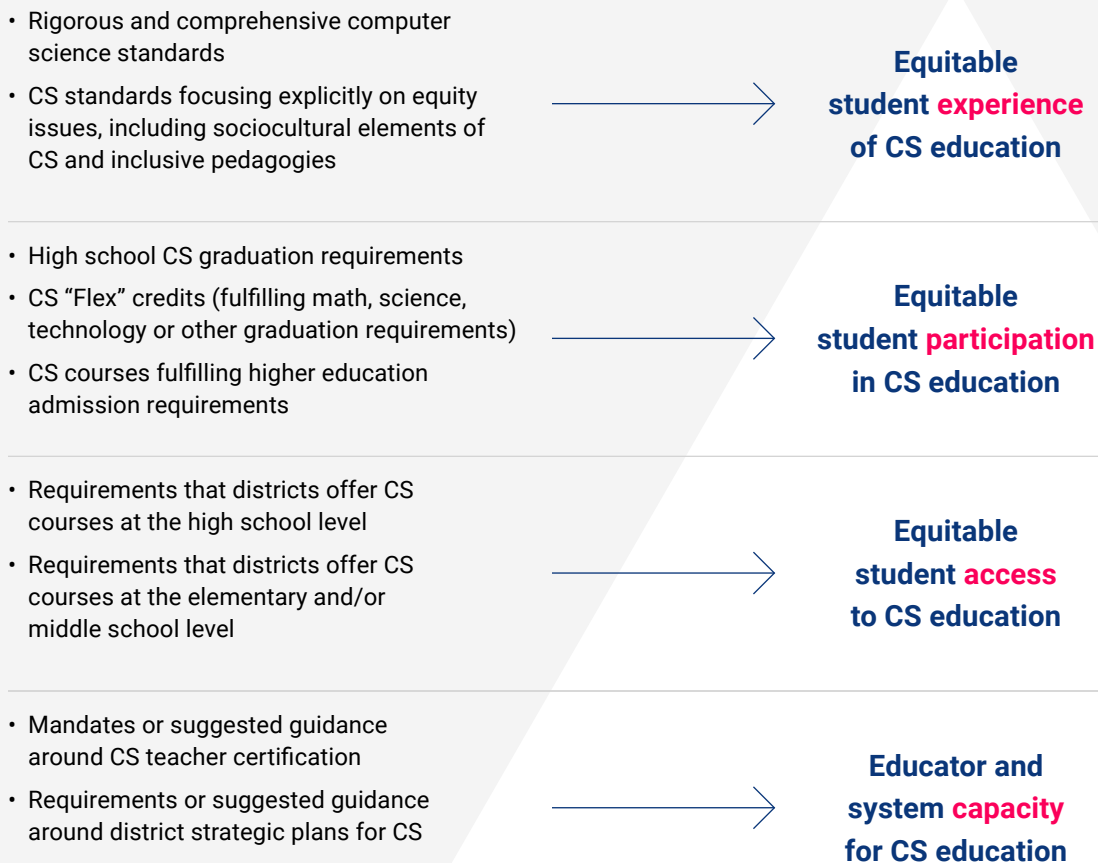 • Rigorous and comprehensive computer
science standards
• CS standards focusing explicitly on equity
issues, including sociocultural elements of
CS and inclusive pedagogies
Equitable
student experience
of CS education
• High school CS graduation requirements
• CS “Flex” credits (fulfilling math, science,
technology or other graduation requirements)
• CS courses fulfilling higher education
admission requirements
Equitable
student participation
in CS education
• Requirements that districts offer CS
courses at the high school level
• Requirements that districts offer CS
courses at the elementary and/or
middle school level
Equitable
student access
to CS education
• Mandates or suggested guidance
around CS teacher certification
• Requirements or suggested guidance
around district strategic plans for CS
Educator and
system capacity
for CS education